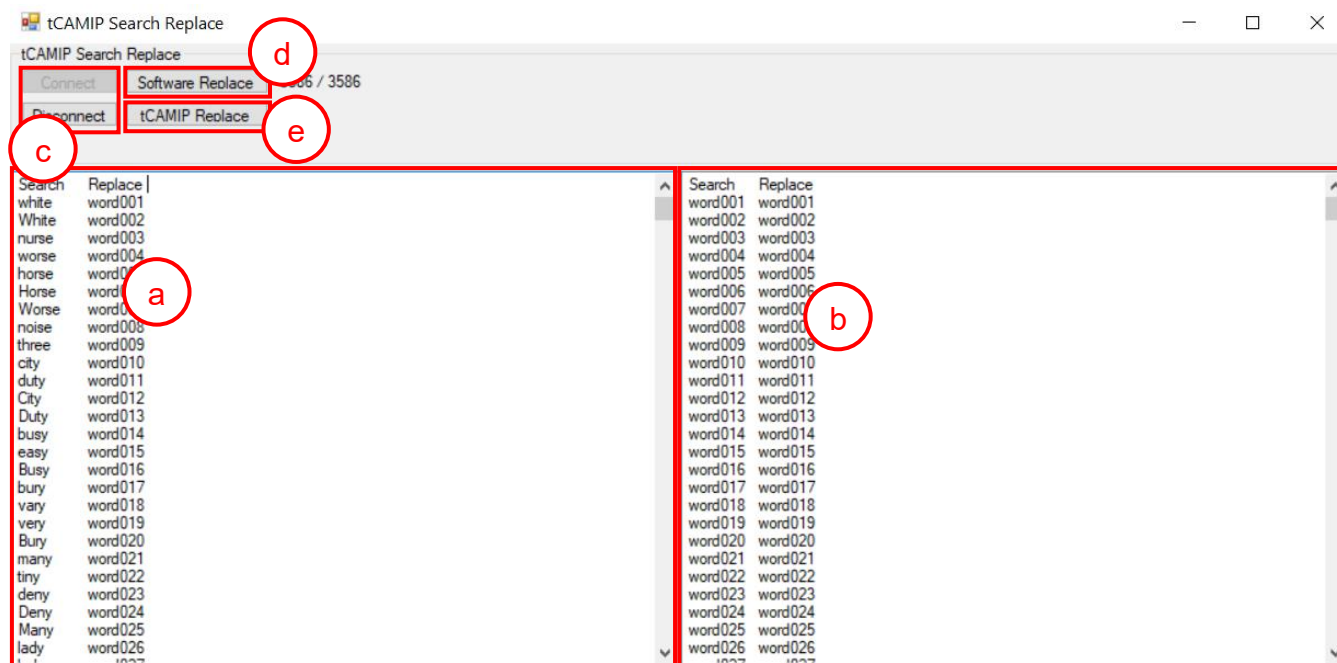 tCAMIP Search Replace
tCAMIP Search Replace
d
Connect Software Replace / 3586
Disconnect tCAMIP Replace
e
c
Search Replace Search Replace
white word001 word001 word001
White word002 word002 word002
nurse word003 word003 word003
worse word004 word004 word004
horse word005 word005
Horse word006 word006
Worse word007
noise word008 word008
three word009 word009 word009
a
b
city word010 word010 word010
duty word011 word011 word011
City word012 word012 word012
Duty word013 word013 word013
busy word014 word014 word014
easy word015 word015 word015
Busy word016 word016 word016
bury word017 word017 word017
vary word018 word018 word018
very word019 word019 word019
Bury word020 word020 word020
many word021 word021 word021
tiny word022 word022 word022
deny word023 word023 word023
Deny word024 word024 word024
Many word025 word025 word025
lady word026 word026 word026